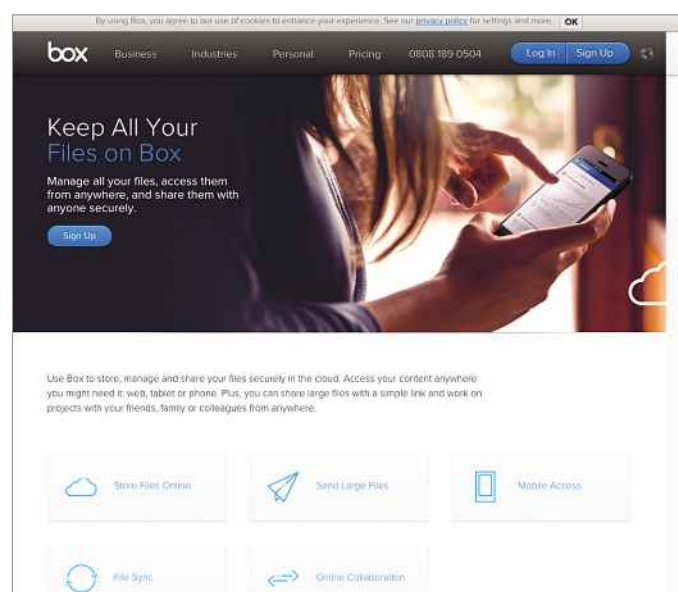 By using Box, you agree to our use of cookies to enhance your experience. See our privacy policy for settings and more. OK
box Business Industries Personal Pricing 0808 189 0504 Log In Sign Up
Keep All Your
Files on Box
Manage all your files, access them
from anywhere, and share them with
anyone securely.
Sign Up
Use Box to store, manage and share your files securely in the cloud. Access your content anywhere
you might need it: web, tablet or phone. Plus, you can share large files with a simple link and work on
projects with your friends, family or colleagues from anywhere.
Store Files Online
Send Large Files
Mobile Access
File Sync
Online Collaboration